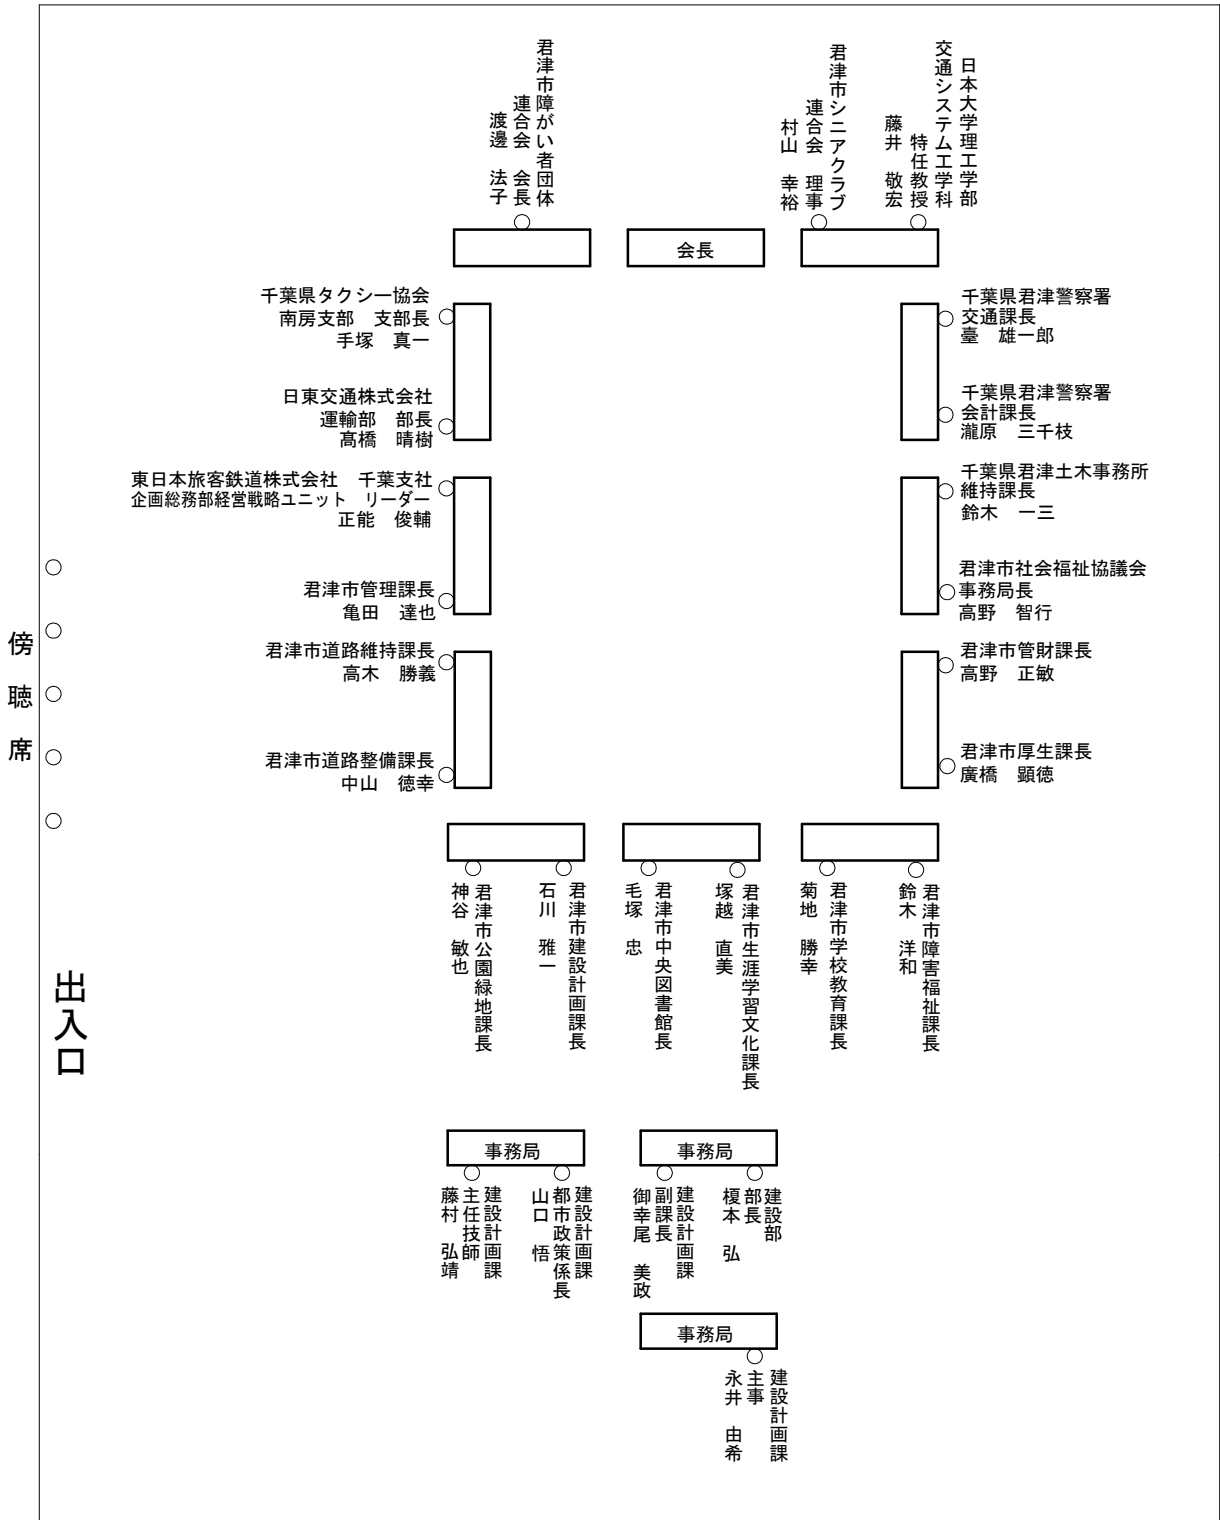 日本大学理工学部
交通システム工学科
特任教授
藤井　敬宏
君津市シニアクラブ
連合会　理事
村山　幸裕
君津市障がい者団体
連合会　会長
渡邊　法子
会長
千葉県タクシー協会
南房支部　支部長
手塚　真一
日東交通株式会社
運輸部　部長
髙橋　晴樹
東日本旅客鉄道株式会社　千葉支社
企画総務部経営戦略ユニット　リーダー
正能　俊輔
君津市管理課長
亀田　達也
君津市道路維持課長
高木　勝義
君津市道路整備課長
中山　徳幸
千葉県君津警察署
交通課長
臺　雄一郎
千葉県君津警察署
会計課長
瀧原　三千枝
千葉県君津土木事務所
維持課長
鈴木　一三
君津市社会福祉協議会
事務局長
高野　智行
君津市管財課長
高野　正敏
君津市厚生課長
廣橋　顕徳
傍聴席
出入口
君津市障害福祉課長
鈴木　洋和
君津市学校教育課長
菊地　勝幸
君津市生涯学習文化課長
塚越　直美
君津市中央図書館長
毛塚　忠
君津市建設計画課長
石川　雅一
君津市公園緑地課長
神谷　敏也
事務局
事務局
建設部
部長
榎本　弘
建設計画課
副課長
御幸尾　美政
建設計画課
都市政策係長
山口　悟
建設計画課
主任技師
藤村　弘靖
事務局
建設計画課
主事
永井　由希